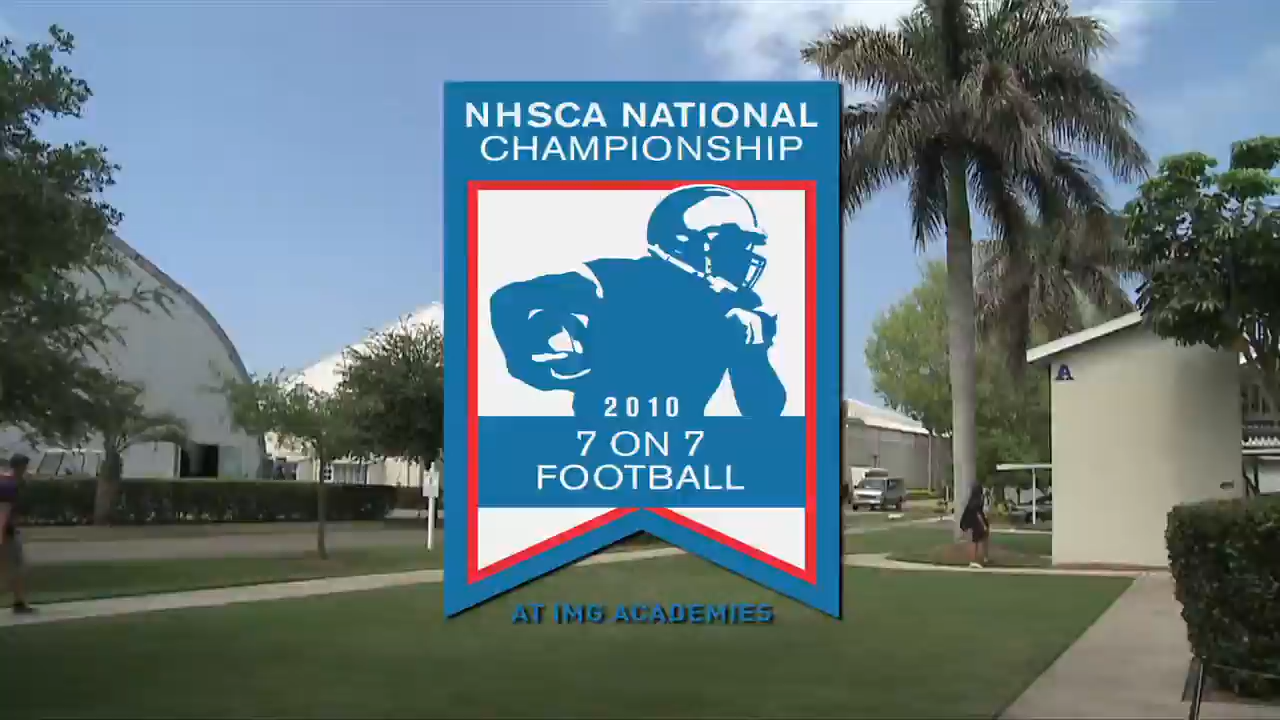 NHSCA NATIONAL
CHAMPIONSHIP
2010
7 ON 7
FOOTBALL
AT IMG ACADEMIES
A